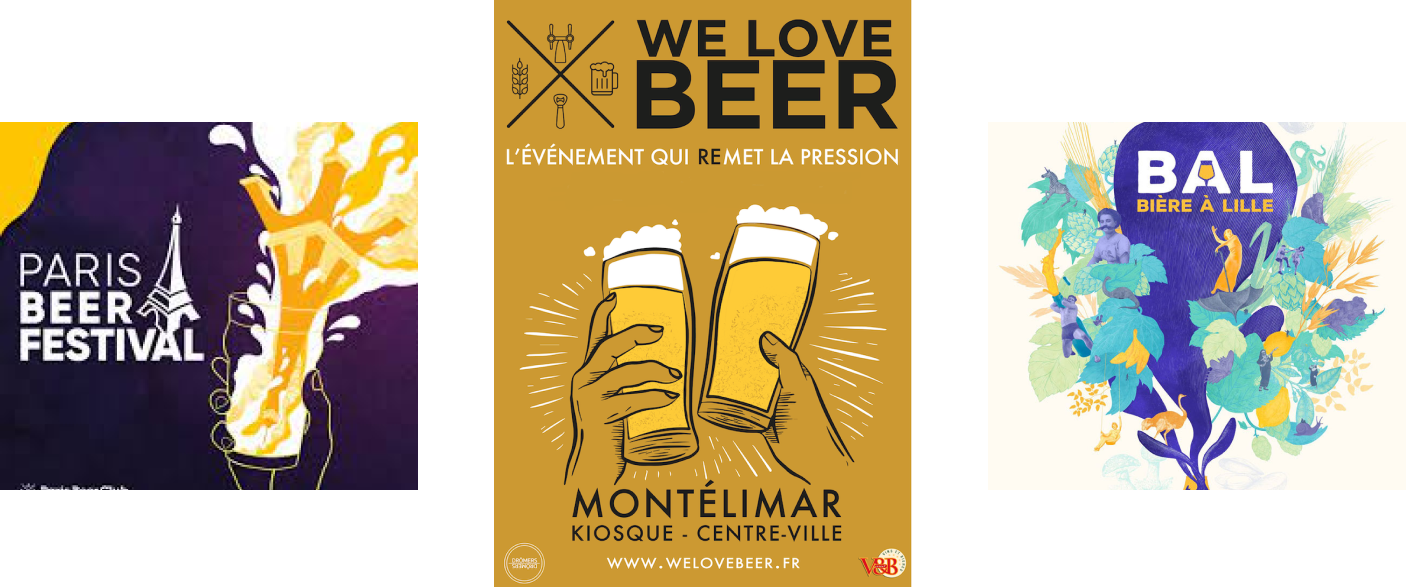 PARIS
BEER
FESTIVAL
WE LOVE
BEER
L'ÉVÉNEMENT QUI REMET LA PRESSION
MONTÉLIMAR
KIOSQUE - CENTRE-VILLE
WWW.WELOVEBEER.FR
V&B
BAL
BIÈRE À LILLE